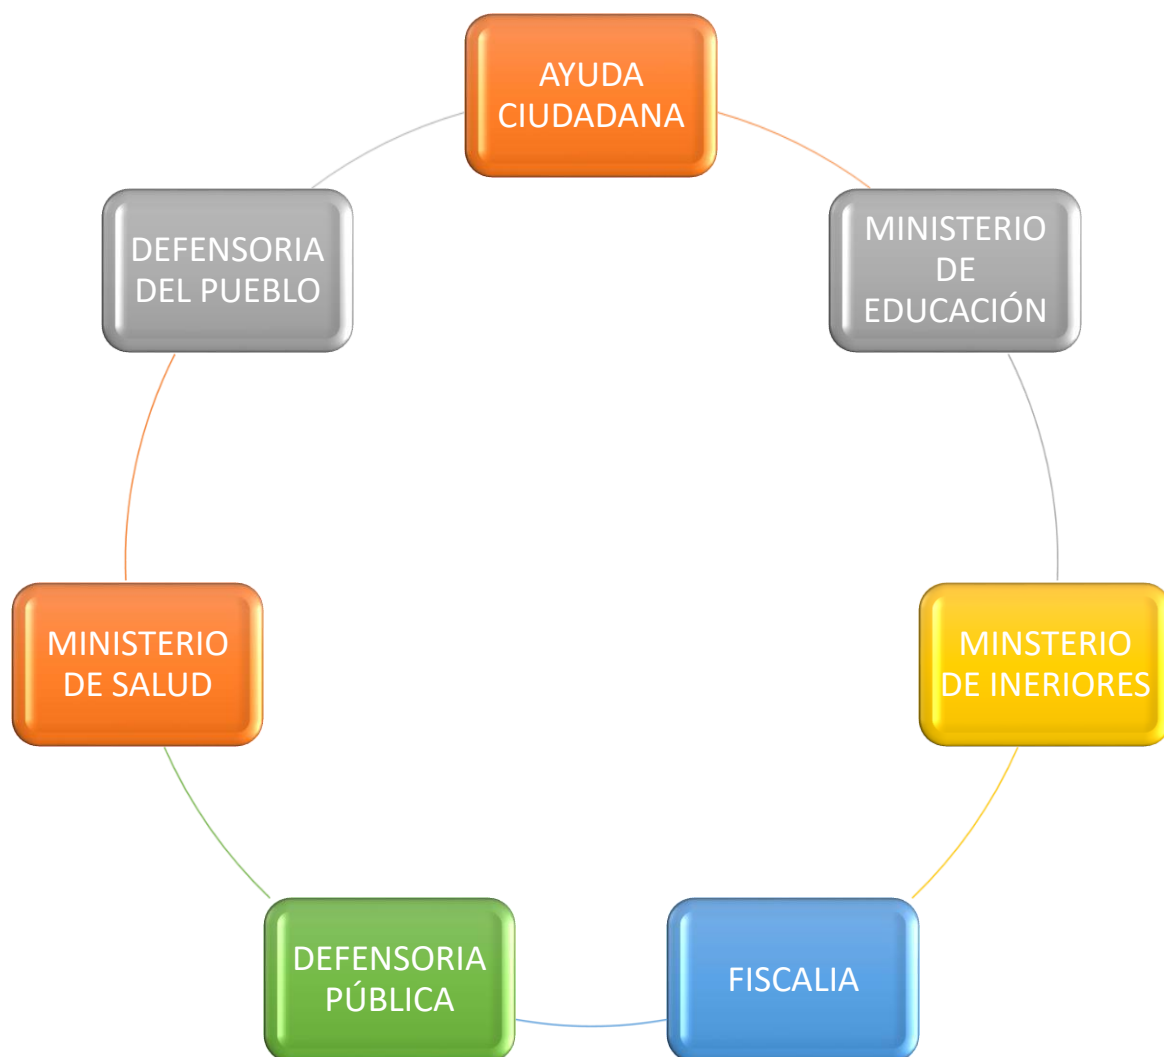 AYUDA
CIUDADANA
MINISTERIO
DE
EDUCACIÓN
MINSTERIO
DE INERIORES
FISCALIA
DEFENSORIA
PÚBLICA
MINISTERIO
DE SALUD
DEFENSORIA
DEL PUEBLO